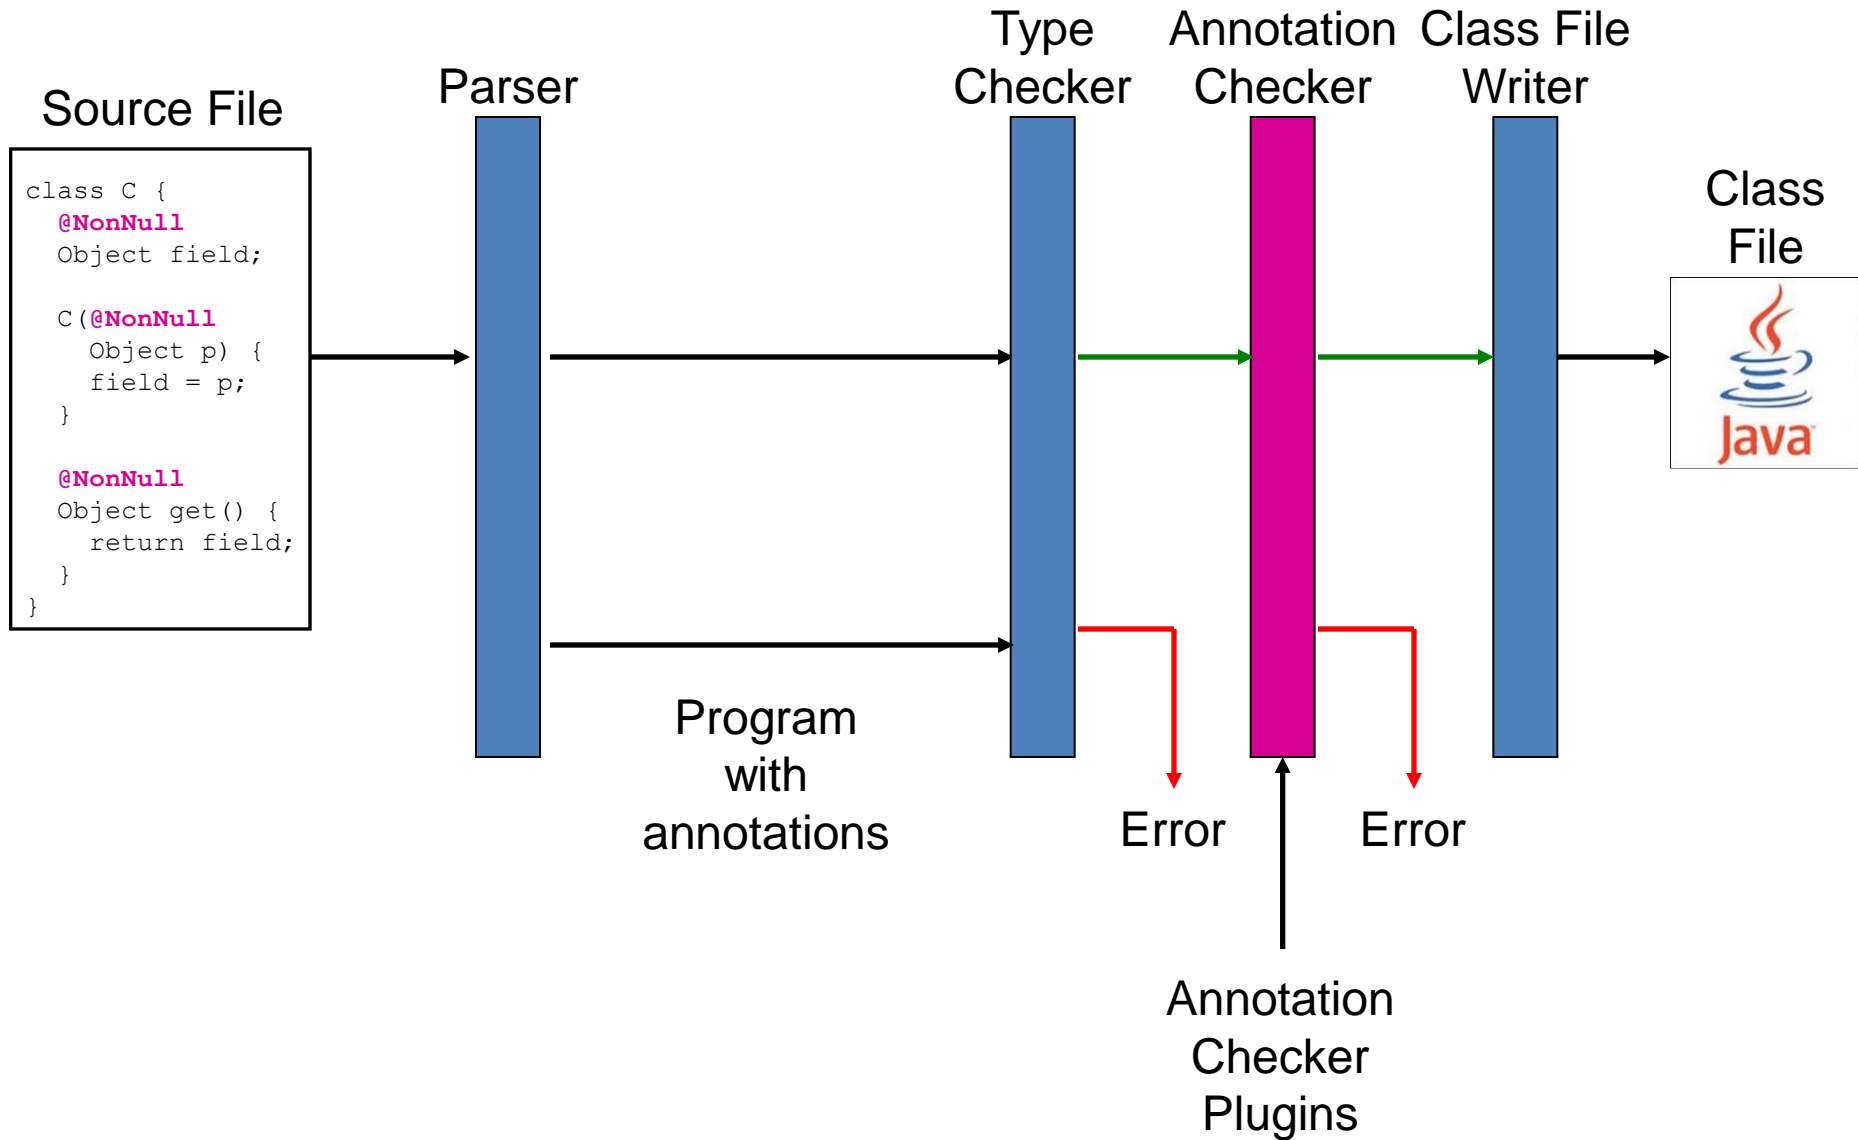 Source File
class C {
@NonNull
Object field;
C(@NonNull
Object p) {
field = p;
}
@NonNull
Object get() {
return field;
}
}
Parser
Program
with
annotations
Type
Checker
Error
Annotation
Checker
Error
Annotation
Checker
Plugins
Class File
Writer
Class
File
Java™